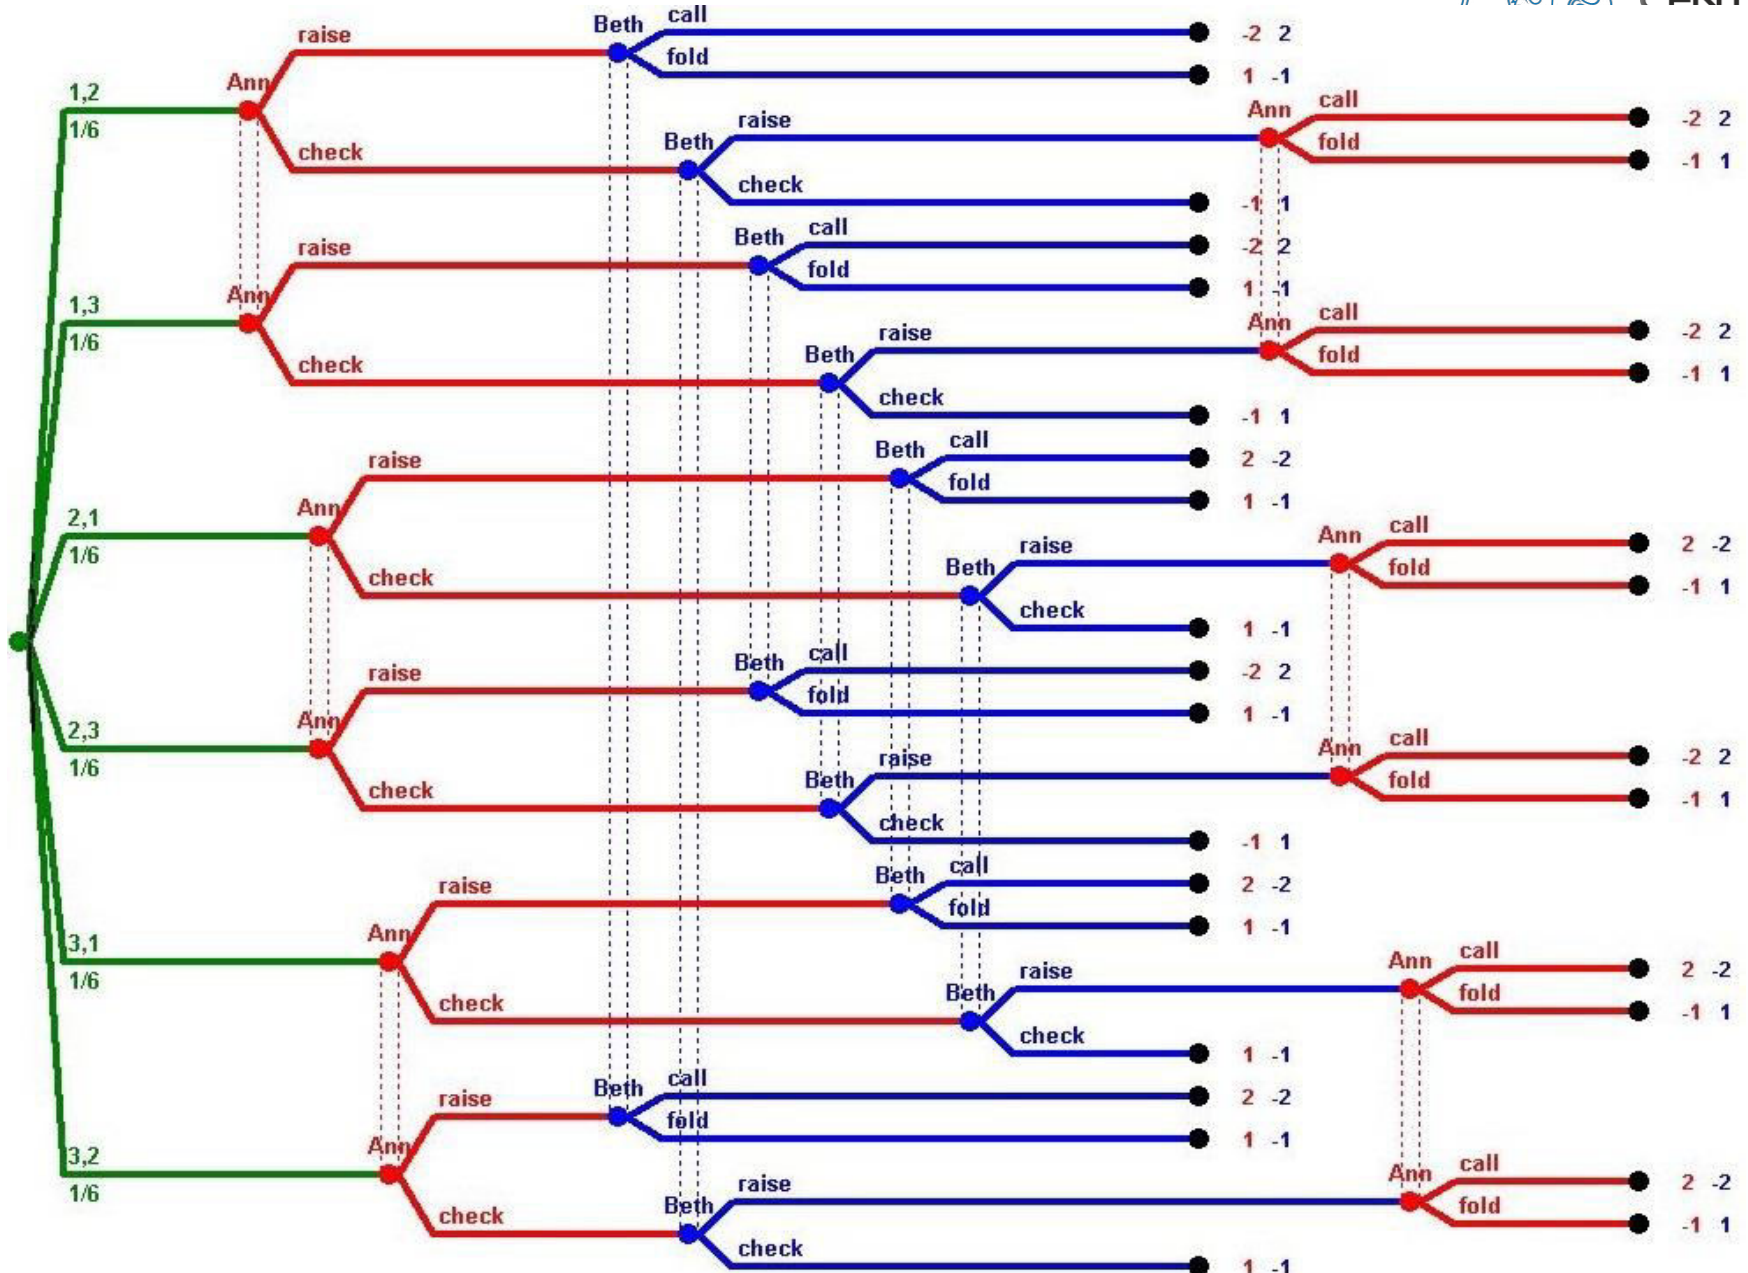 call
Beth
raise -2 2
fold
1 -1
Ann
1,2
call
Ann
raise -2 2
1/6
Beth
fold
check -1 1
check
-1 1
call
Beth
raise -2 2
fold
Ann 1 -1
1,3
call
Ann
raise -2 2
1/6
Beth
fold
check -1 1
check
-1 1
call
Beth
raise 2 -2
fold
Ann 1 -1
2,1
call
Ann
raise 2 -2
1/6
Beth
fold
check -1 1
check
1 -1
call
Beth
raise -2 2
fold
Ann 1 -1
2,3
call
Ann
raise -2 2
1/6
Beth
fold
check -1 1
check
-1 1
call
Beth
raise 2 -2
fold
Ann 1 -1
3,1
call
Ann
raise 2 -2
1/6
Beth
fold
check -1 1
check
1 -1
call
Beth
raise 2 -2
fold
Ann 1 -1
3,2
call
Ann
raise 2 -2
1/6
Beth
fold
check -1 1
check
1 -1